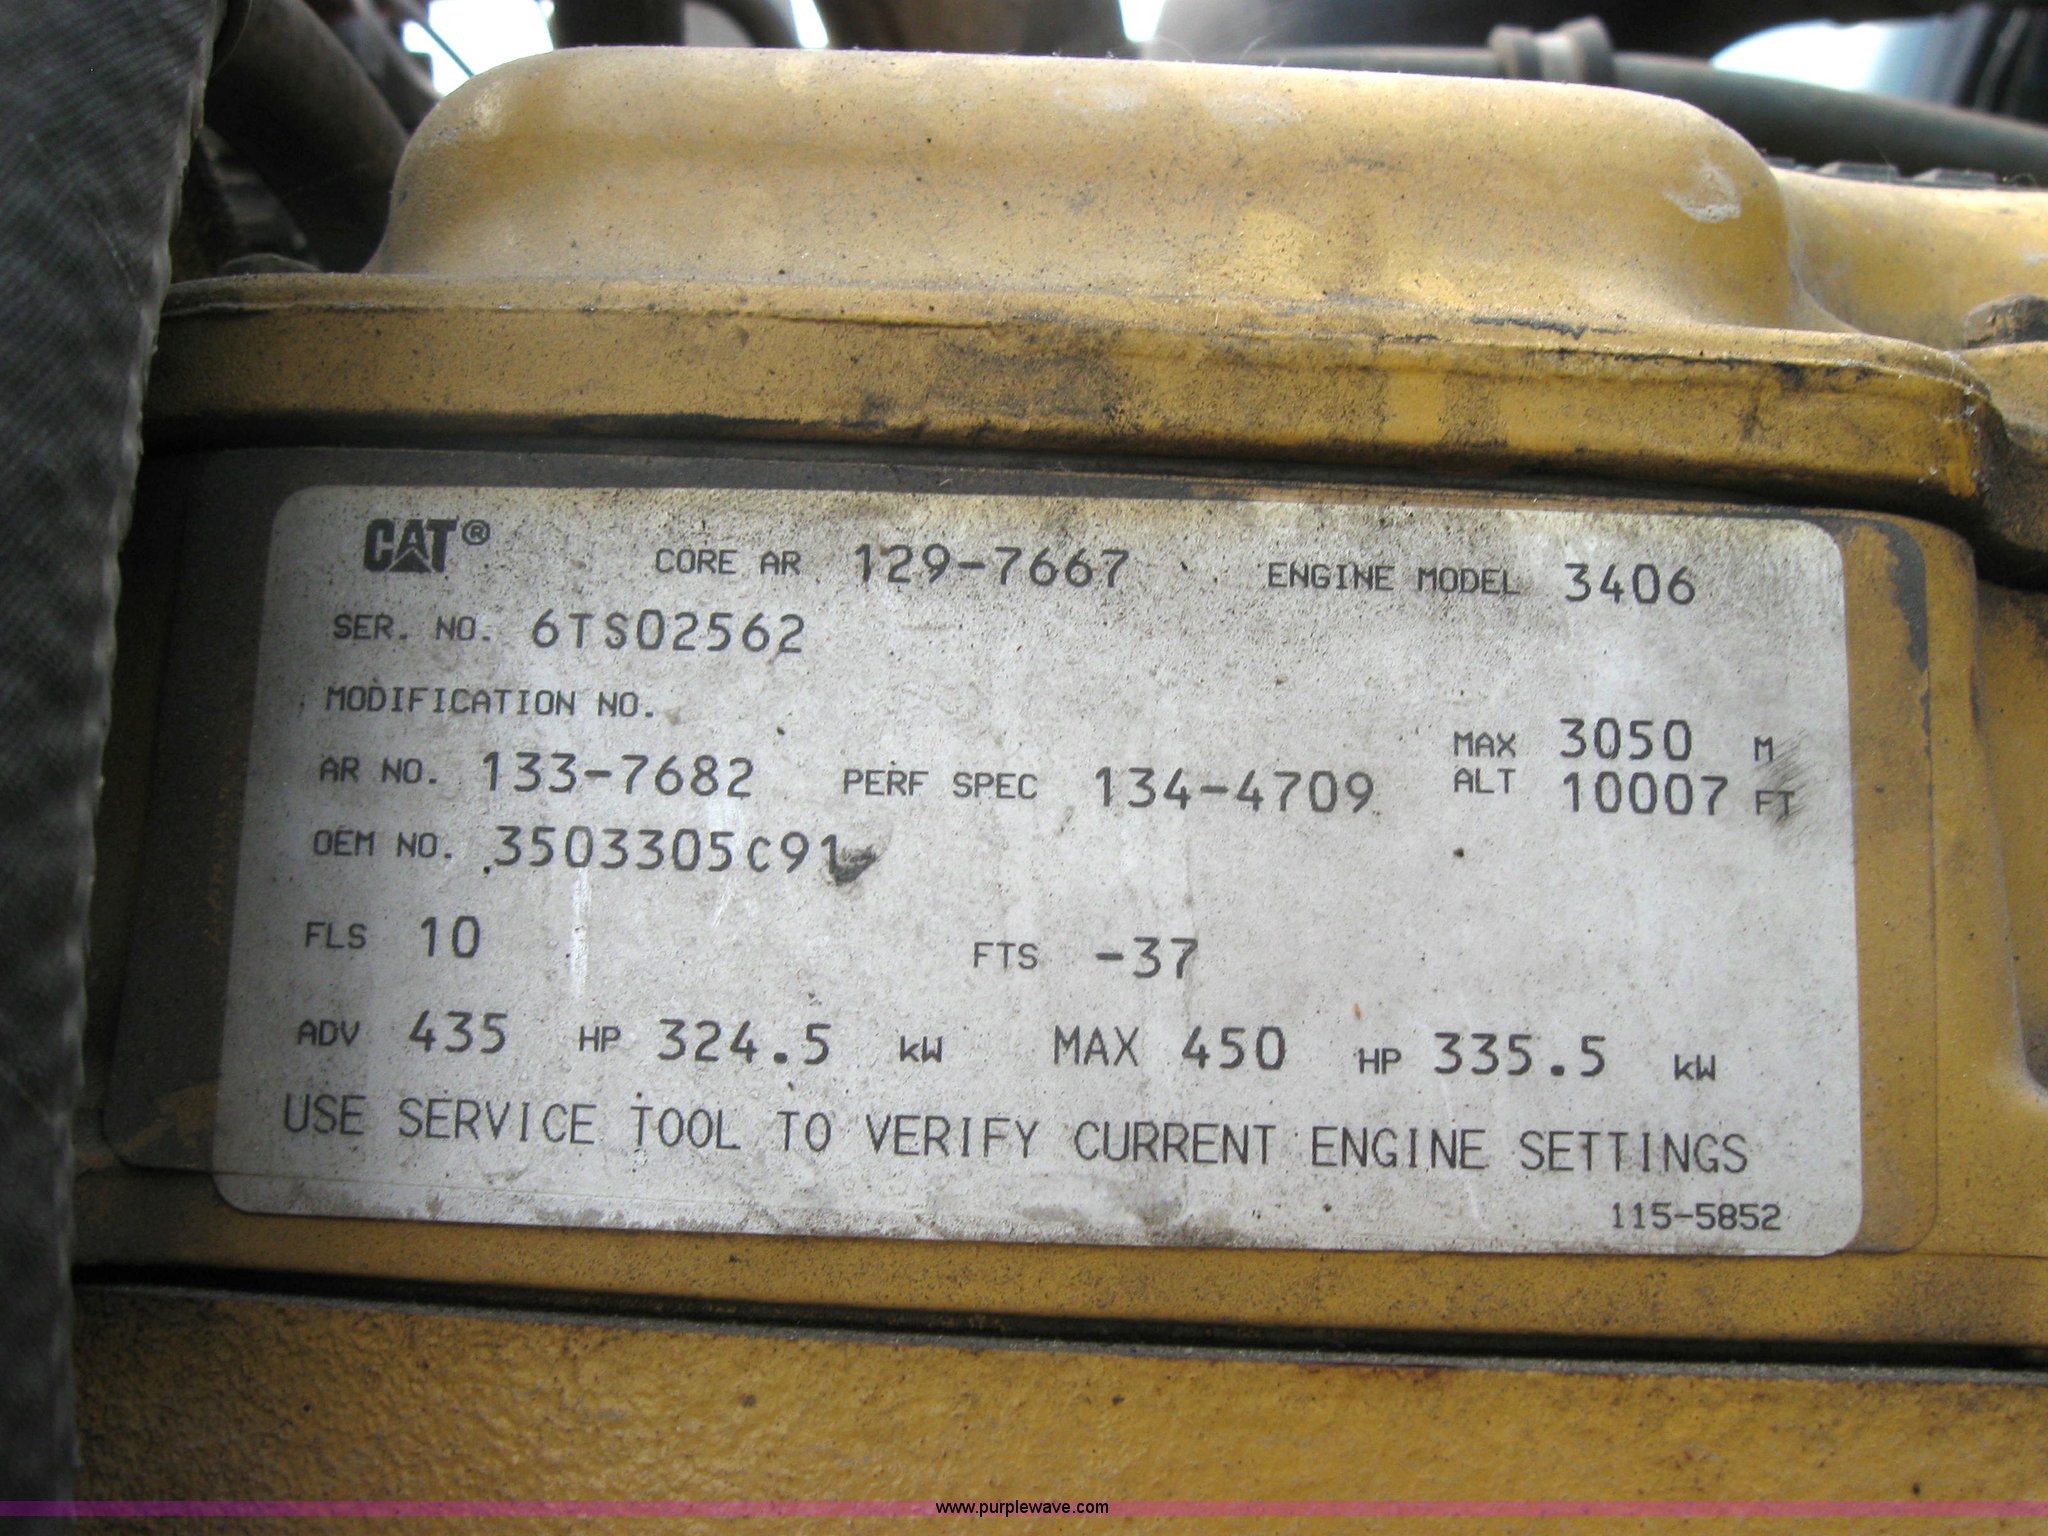 CAT® CORE AR 129-7667 ENGINE MODEL 3406
SER. NO. 6TS02562
MODIFICATION NO.
MAX 3050 M
AR NO. 133-7682 PERF SPEC 134-4709 ALT 10007 FT
OEM NO. 3503305C91
FLS 10 FTS -37
ADV 435 HP 324.5 kW MAX 450 HP 335.5 kW
USE SERVICE TOOL TO VERIFY CURRENT ENGINE SETTINGS
115-5852
www.purplewave.com